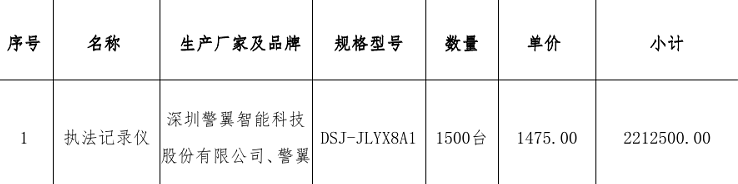 序号 名称 生产厂家及品牌 规格型号 数量 单价 小计
1 执法记录仪 深圳警翼智能科技股份有限公司、警翼 DSJ-JLYX8A1 1500台 1475.00 2212500.00